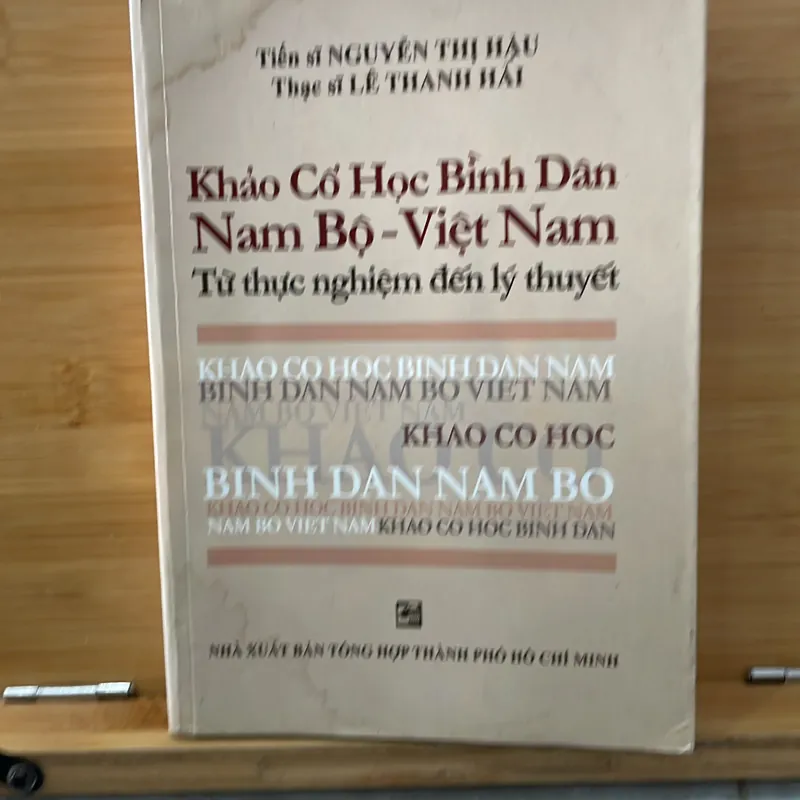 Tiến sĩ NGUYỄN THỊ HẬU
Thạc sĩ LÊ THANH HẢI
Khảo Cổ Học Bình Dân
Nam Bộ - Việt Nam
Từ thực nghiệm đến lý thuyết
KHAO CO HOC BINH DAN NAM
BINH DAN NAM BO VIET NAM
NAM BO VIET NAM
KHAO CO
KHAO CO HOC
BINH DAN NAM BO
KHAO CO HOC BINH DAN NAM BO VIET NAM
NAM BO VIET NAM KHAO CO HOC BINH DAN
NHÀ XUẤT BẢN TỔNG HỢP THÀNH PHỐ HỒ CHÍ MINH